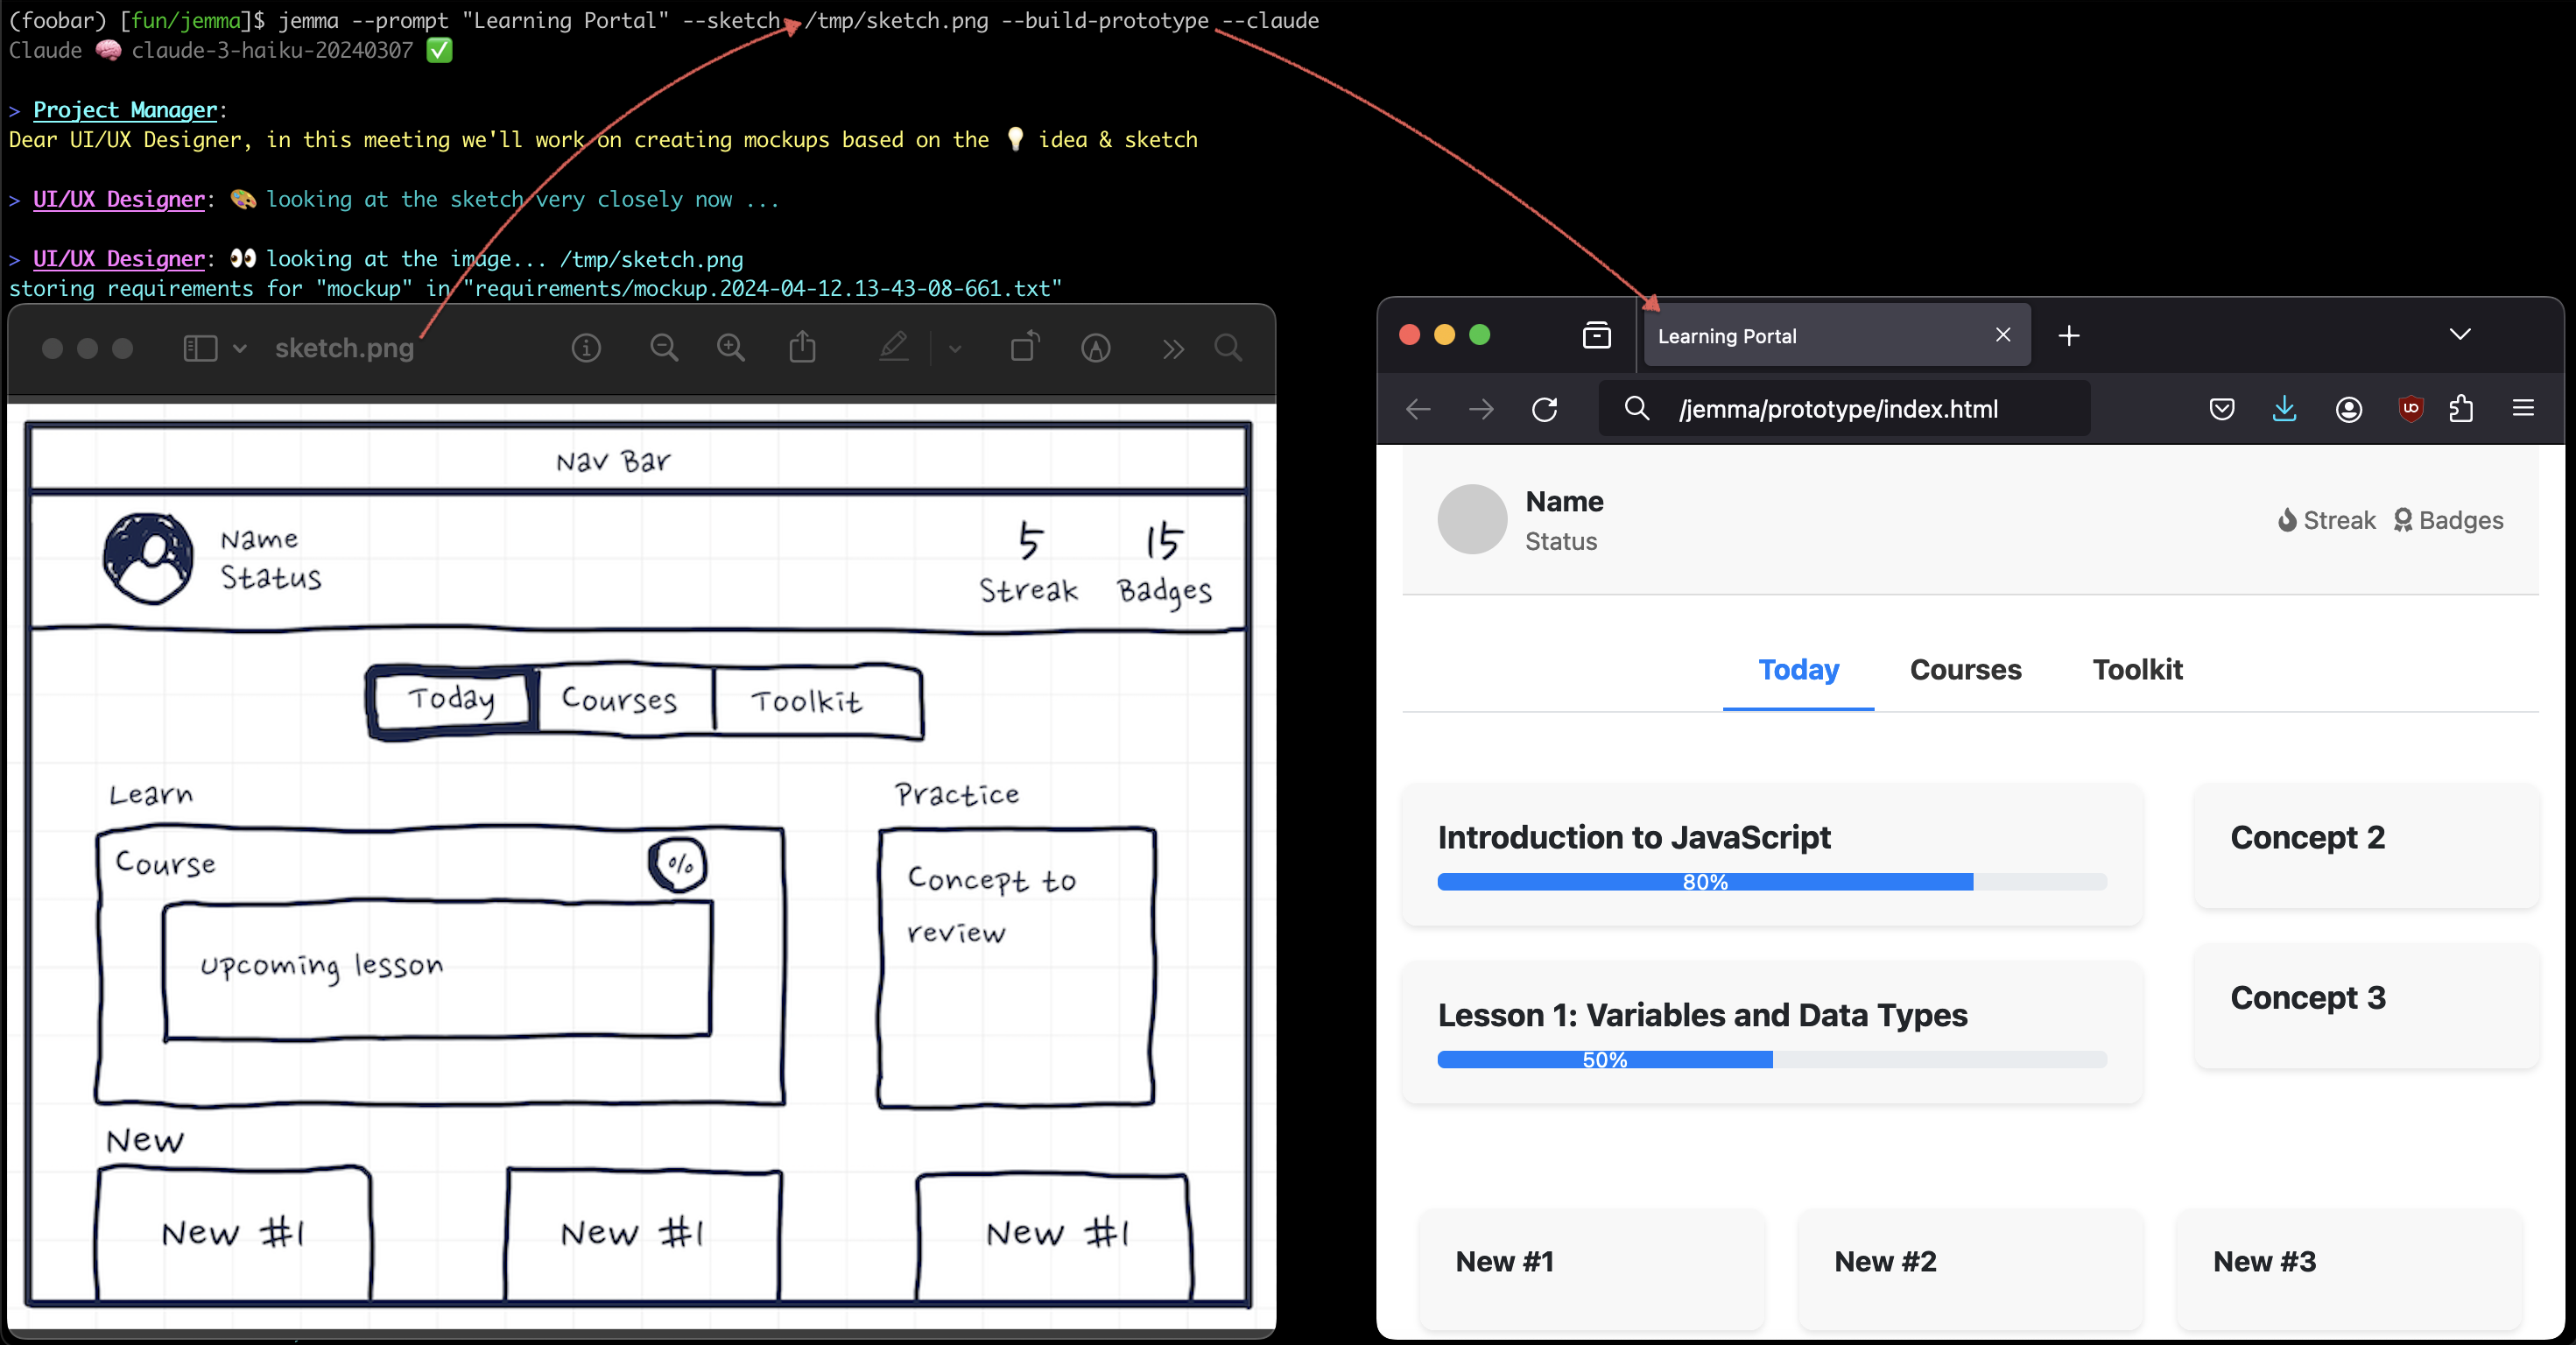 (foobar) [fun/jemma]$ jemma --prompt "Learning Portal" --sketch /tmp/sketch.png --build-prototype --claude
Claude 🧠 claude-3-haiku-20240307 ✅
> Project Manager:
Dear UI/UX Designer, in this meeting we'll work on creating mockups based on the 💡 idea & sketch
> UI/UX Designer: 🎨 looking at the sketch very closely now ...
> UI/UX Designer: 👀 looking at the image... /tmp/sketch.png
storing requirements for "mockup" in "requirements/mockup.2024-04-12.13-43-08-661.txt"
sketch.png
Nav Bar
Name
Status
5
Streak
15
Badges
Today
Courses
Toolkit
Learn
Course
%
Upcoming lesson
Practice
Concept to
review
New
New #1
New #1
New #1
Learning Portal
/jemma/prototype/index.html
Name
Status
Streak
Badges
Today
Courses
Toolkit
Introduction to JavaScript
80%
Lesson 1: Variables and Data Types
50%
Concept 2
Concept 3
New #1
New #2
New #3